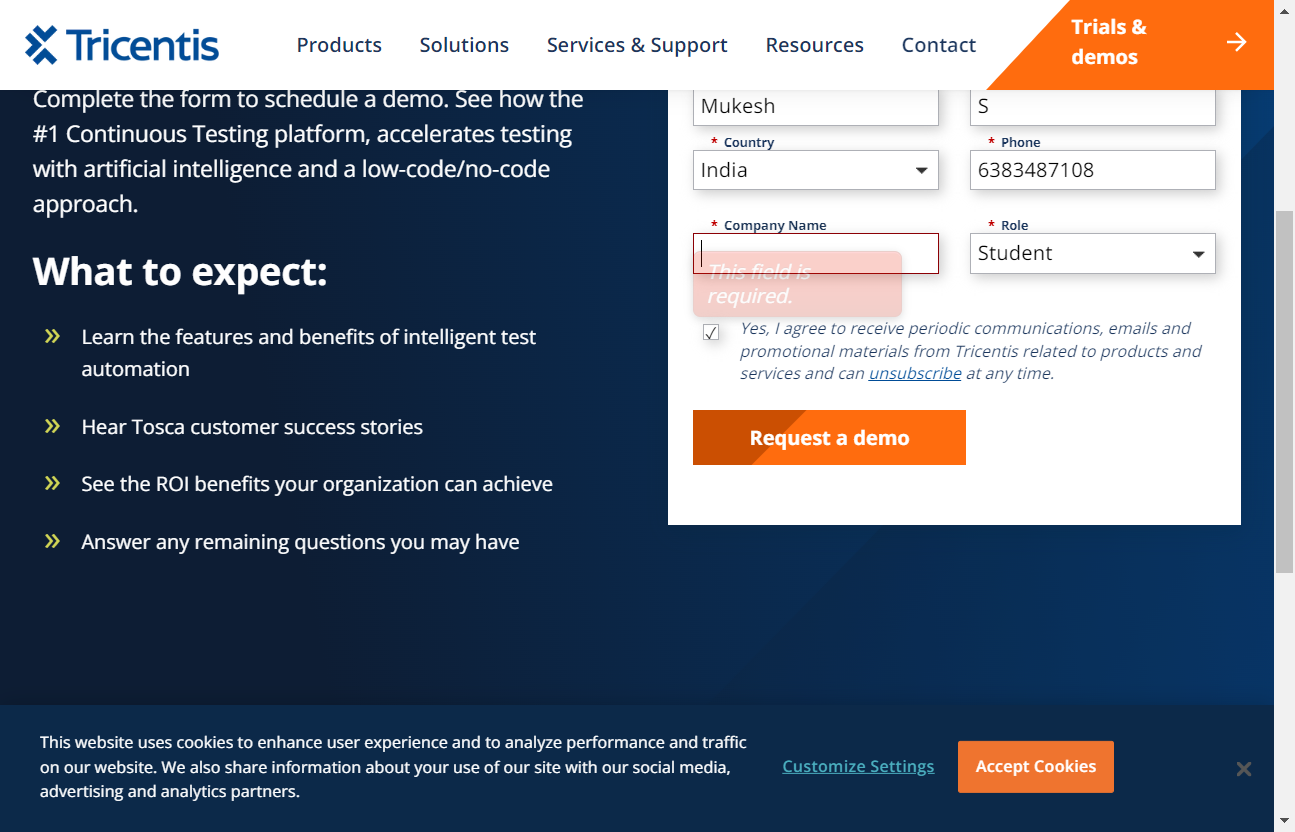 Tricentis
Products
Solutions
Services & Support
Resources
Contact
Trials &
demos
Complete the form to schedule a demo. See how the
#1 Continuous Testing platform, accelerates testing
with artificial intelligence and a low-code/no-code
approach.
What to expect:
Learn the features and benefits of intelligent test
automation
Hear Tosca customer success stories
See the ROI benefits your organization can achieve
Answer any remaining questions you may have
Mukesh
S
* Country
* Phone
India
6383487108
* Company Name
* Role
Student
This field is
required.
Yes, I agree to receive periodic communications, emails and
promotional materials from Tricentis related to products and
services and can unsubscribe at any time.
Request a demo
This website uses cookies to enhance user experience and to analyze performance and traffic
on our website. We also share information about your use of our site with our social media,
advertising and analytics partners.
Customize Settings
Accept Cookies